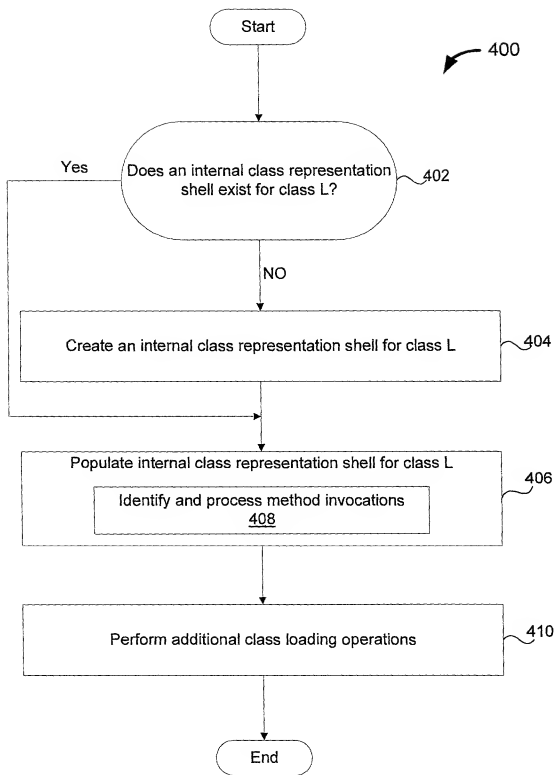 Start
400
Yes
Does an internal class representation
shell exist for class L?
402
NO
Create an internal class representation shell for class L
404
Populate internal class representation shell for class L
406
Identify and process method invocations
408
Perform additional class loading operations
410
End